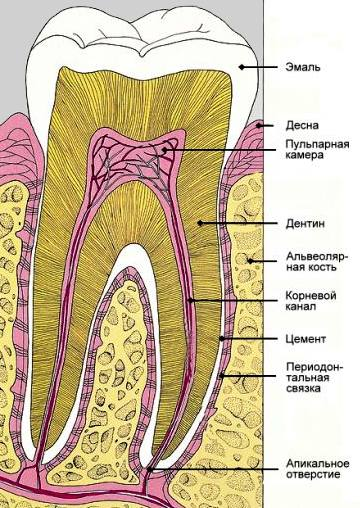 Эмаль
Десна
Пульпарная
камера
Дентин
Альвеоляр-
ная кость
Корневой
канал
Цемент
Периодон-
тальная
связка
Апикальное
отверстие